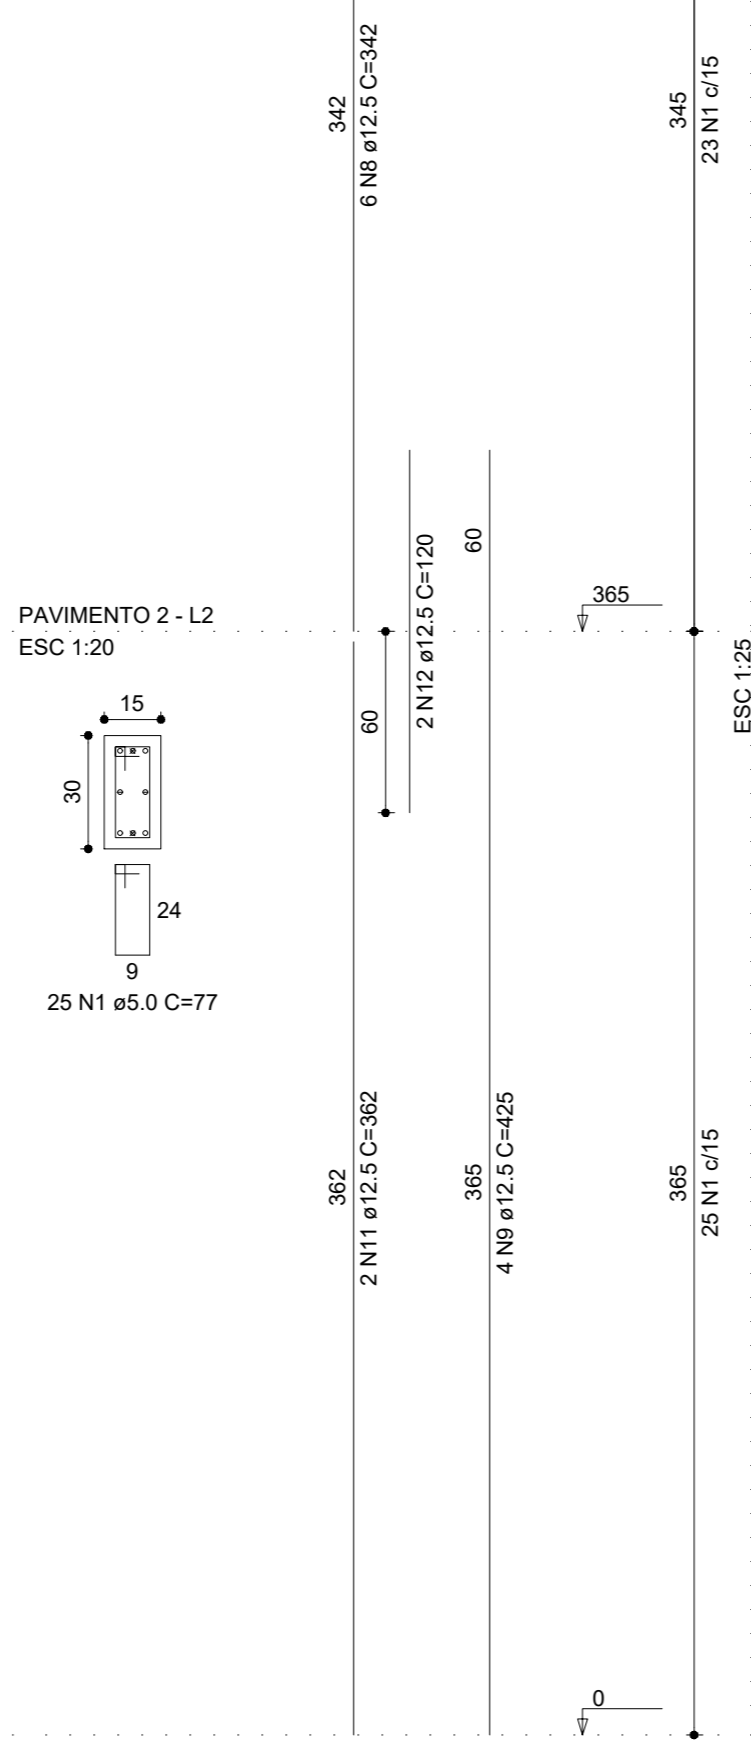 342
6 N8 ø12.5 C=342
345
23 N1 c/15
PAVIMENTO 2 - L2
ESC 1:20
15
30
24
9
25 N1 ø5.0 C=77
60
2 N12 ø12.5 C=120
60
365
ESC 1:25
362
2 N11 ø12.5 C=362
365
4 N9 ø12.5 C=425
365
25 N1 c/15
0